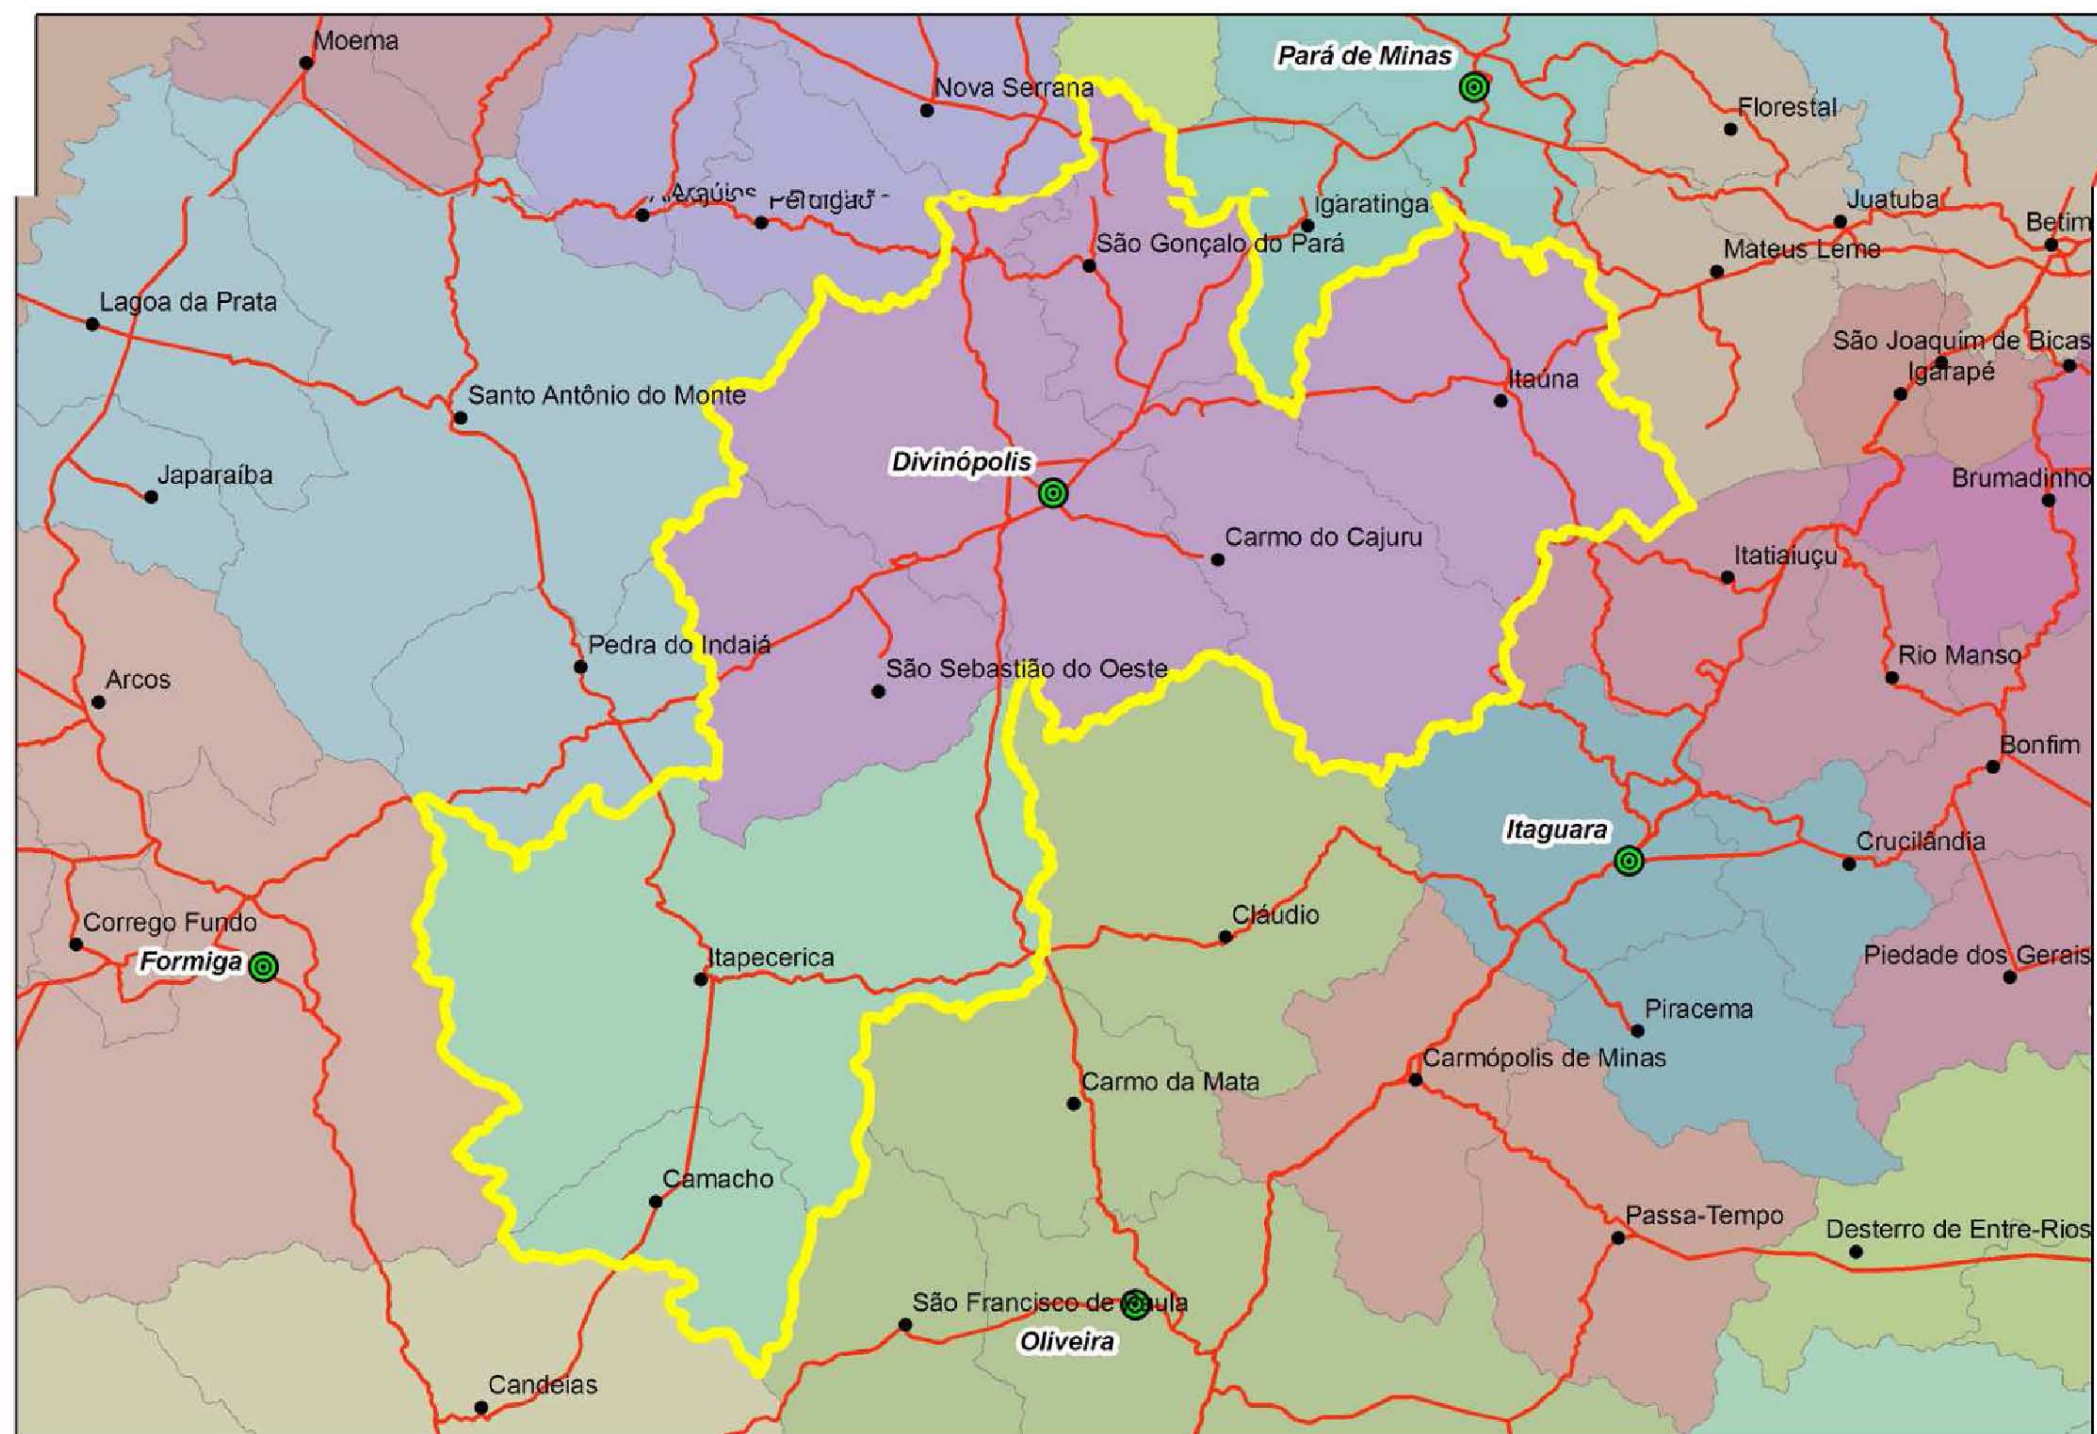 Moema
Pará de Minas
Nova Serrana
Florestal
Araújos
Perdigão
Igaratinga
Juatuba
Betim
São Gonçalo do Pará
Mateus Leme
Lagoa da Prata
São Joaquim de Bicas
Igarapé
Itaúna
Santo Antônio do Monte
Divinópolis
Japaraíba
Brumadinho
Carmo do Cajuru
Itatiaiuçu
Pedra do Indaiá
São Sebastião do Oeste
Rio Manso
Arcos
Bonfim
Itaguara
Crucilândia
Corrego Fundo
Cláudio
Formiga
Itapecerica
Piedade dos Gerais
Piracema
Carmópolis de Minas
Carmo da Mata
Camacho
Passa-Tempo
Desterro de Entre-Rios
São Francisco de Paula
Oliveira
Candeias